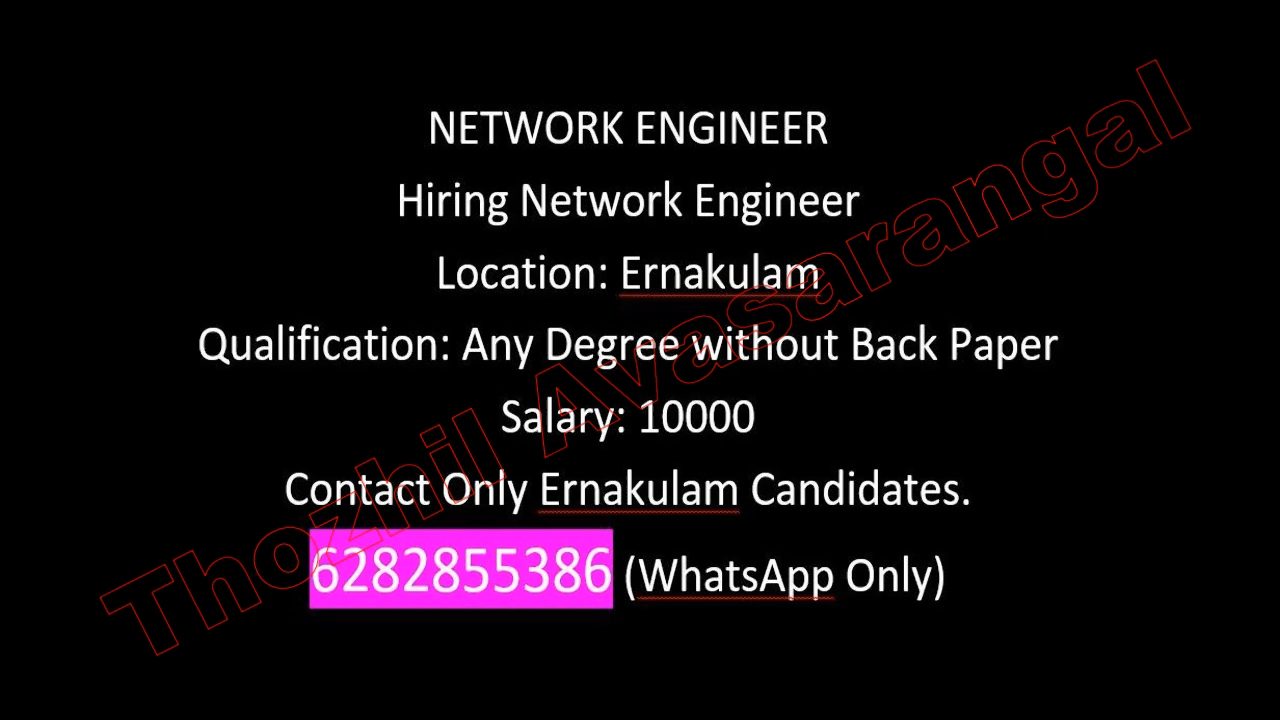 NETWORK ENGINEER
Hiring Network Engineer
Location: Ernakulam
Qualification: Any Degree without Back Paper
Salary: 10000
Contact Only Ernakulam Candidates.
6282855386 (WhatsApp Only)
Thozhil Avasarangal